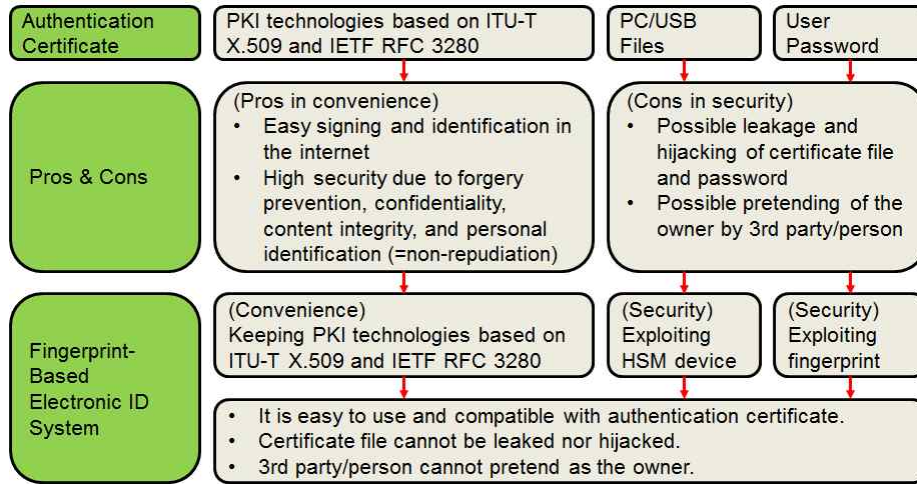 Authentication
Certificate
PKI technologies based on ITU-T
X.509 and IETF RFC 3280
PC/USB
Files
User
Password
Pros & Cons
(Pros in convenience)
• Easy signing and identification in
the internet
• High security due to forgery
prevention, confidentiality,
content integrity, and personal
identification (=non-repudiation)
(Cons in security)
• Possible leakage and
hijacking of certificate file
and password
• Possible pretending of the
owner by 3rd party/person
Fingerprint-
Based
Electronic ID
System
(Convenience)
Keeping PKI technologies based on
ITU-T X.509 and IETF RFC 3280
(Security)
Exploiting
HSM device
(Security)
Exploiting
fingerprint
• It is easy to use and compatible with authentication certificate.
• Certificate file cannot be leaked nor hijacked.
• 3rd party/person cannot pretend as the owner.